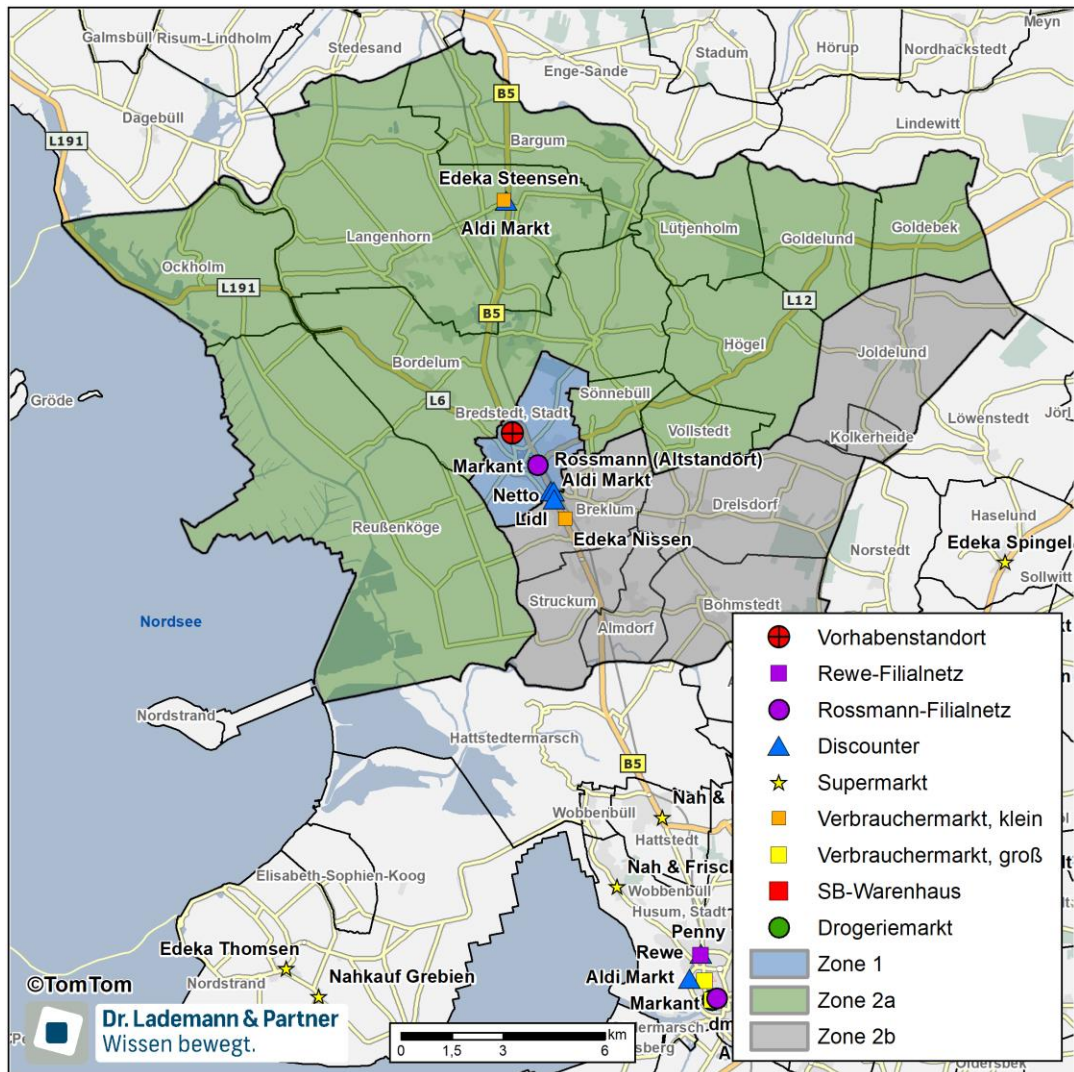 Galmsbüll
Risum-Lindholm
Stedesand
Stadum
Hörup
Nordhackstedt
Meyn
Enge-Sande
B5
Dagebüll
Lindewitt
L191
Bargum
Edeka Steensen
Aldi Markt
Langenhorn
Lütjenholm
Goldelund
Goldebek
Ockholm
L191
L12
B5
Bordelum
Högel
Joldelund
Gröde
L6
Sönnebüll
Bredstedt, Stadt
Löwenstedt
Jörl
Vollstedt
Kolkerheide
Markant
Rossmann (Altstandort)
Aldi Markt
Netto
Breklum
Drelsdorf
Lidl
Reußenköge
Edeka Nissen
Haselund
Norstedt
Edeka Spingel
Sollwitt
Struckum
Bohmstedt
Nordsee
Almdorf
Vorhabenstandort
Rewe-Filialnetz
Nordstrand
Rossmann-Filialnetz
Hattstedtermarsch
Discounter
B5
Supermarkt
Nah &
Wobbenbüll
Hattstedt
Verbrauchermarkt, klein
Verbrauchermarkt, groß
Nah & Frisch
Elisabeth-Sophien-Koog
Wobbenbüll
SB-Warenhaus
Husum, Stadt
Drogeriemarkt
Penny
Edeka Thomsen
Rewe
Zone 1
Nordstrand
Nahkauf Grebien
Aldi Markt
©TomTom
Markant
Zone 2a
dm
Dr. Lademann & Partner
Wissen bewegt.
km
0 1,5 3 6
Zone 2b